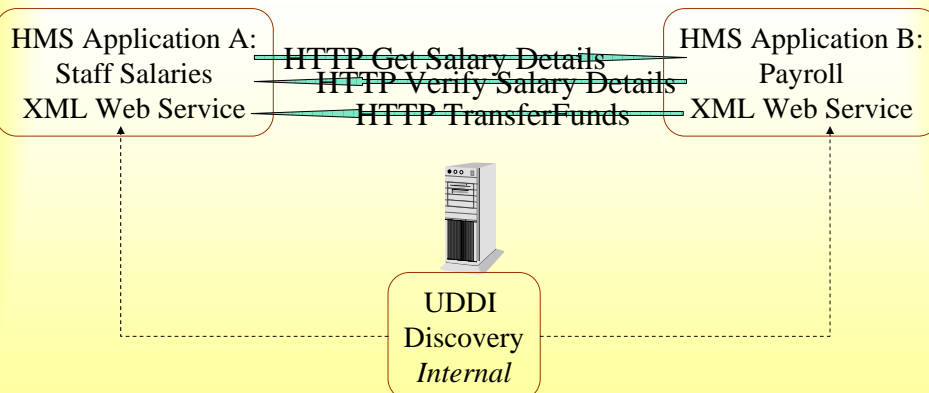 HMS Application A:
Staff Salaries
XML Web Service
HTTP Get Salary Details
HTTP Verify Salary Details
HTTP TransferFunds
HMS Application B:
Payroll
XML Web Service
UDDI
Discovery
Internal